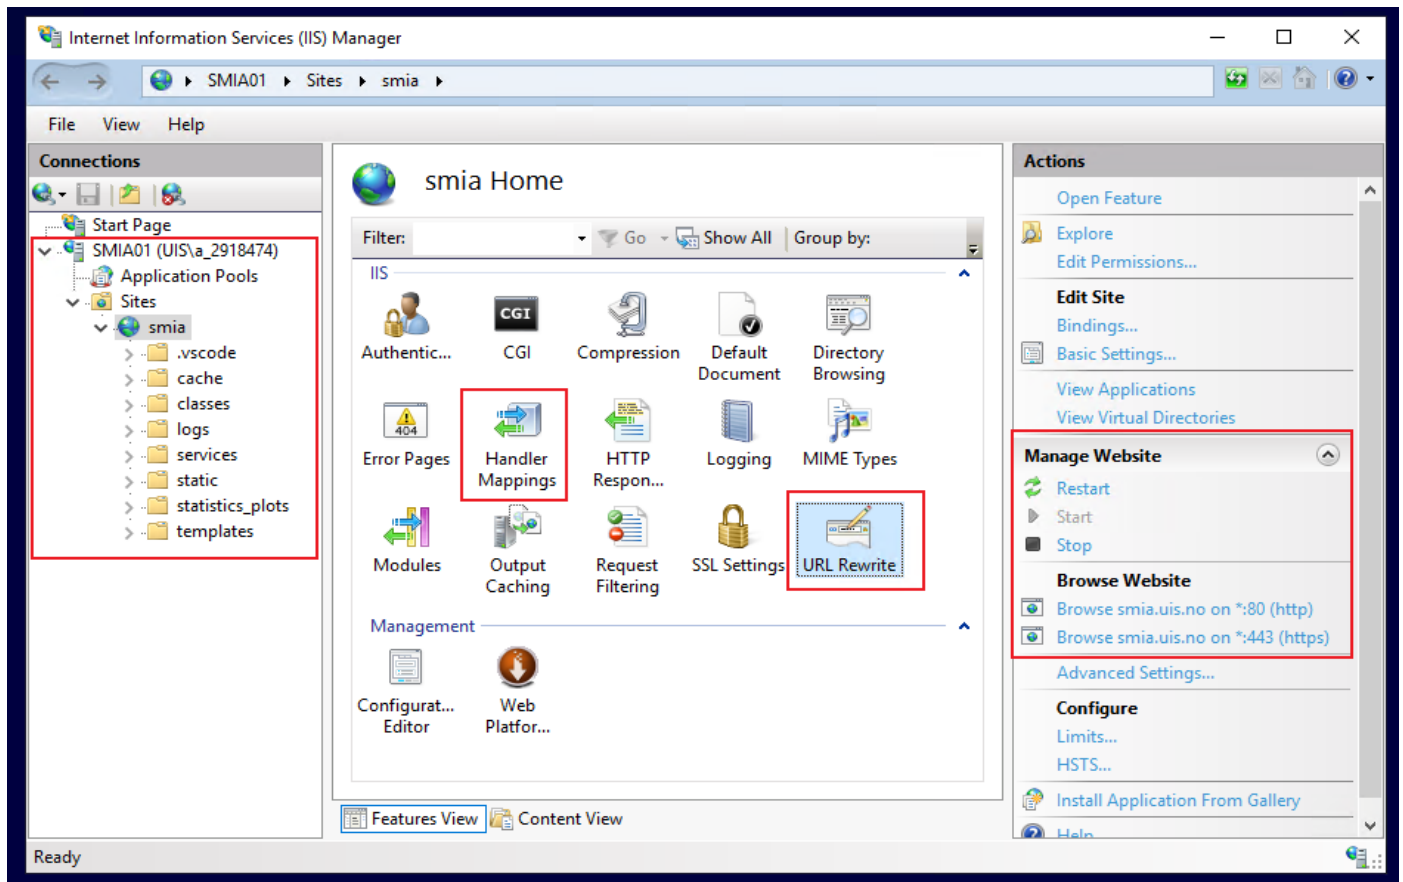 Internet Information Services (IIS) Manager
SMIA01 Sites smia
File View Help
Connections
Start Page
SMIA01 (UIS\a_2918474)
Application Pools
Sites
smia
.vscode
cache
classes
logs
services
static
statistics_plots
templates
smia Home
Filter: Go Show All Group by:
IIS
Authentic...
CGI
CGI
Compression
Default
Document
Directory
Browsing
404
Error Pages
Handler
Mappings
HTTP
Respon...
Logging
MIME Types
Modules
Output
Caching
Request
Filtering
SSL Settings
URL Rewrite
Management
Configurat...
Editor
Web
Platfor...
Features View Content View
Actions
Open Feature
Explore
Edit Permissions...
Edit Site
Bindings...
Basic Settings...
View Applications
View Virtual Directories
Manage Website
Restart
Start
Stop
Browse Website
Browse smia.uis.no on *:80 (http)
Browse smia.uis.no on *:443 (https)
Advanced Settings...
Configure
Limits...
HSTS...
Install Application From Gallery
Help
Ready